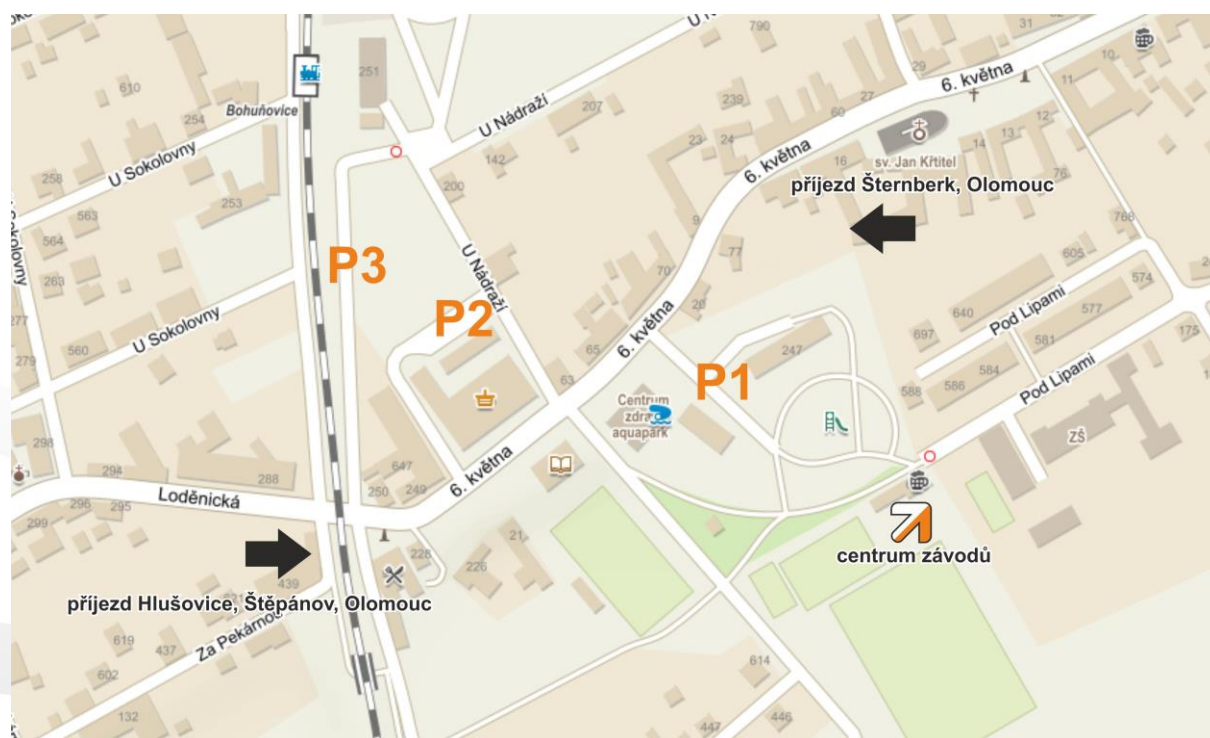 U Nádraží
790
31
10
29
6. května
11
251
610
Bohuňovice
254
U Sokolovny
207
239
27
60
23
24
U Nádraží
142
6. května
16
sv. Jan Křtitel
14
13
12
76
příjezd Šternberk, Olomouc
258
253
200
563
564
Sokolovny
263
9
77
768
605
574
P3
U Nádraží
70
20
277
P2
640
577
Pod Lipami
U Sokolovny
697
581
175
560
279
65
6. května
247
584
63
P1
588
586
Pod Lipami
Centrum
zdraví
aquapark
ZŠ
298
294
288
647
6. května
Loděnická
250
249
296
295
299
21
228
226
centrum závodů
439
příjezd Hlušovice, Štěpánov, Olomouc
Za Pekárnou
619
437
602
614
132
447
446